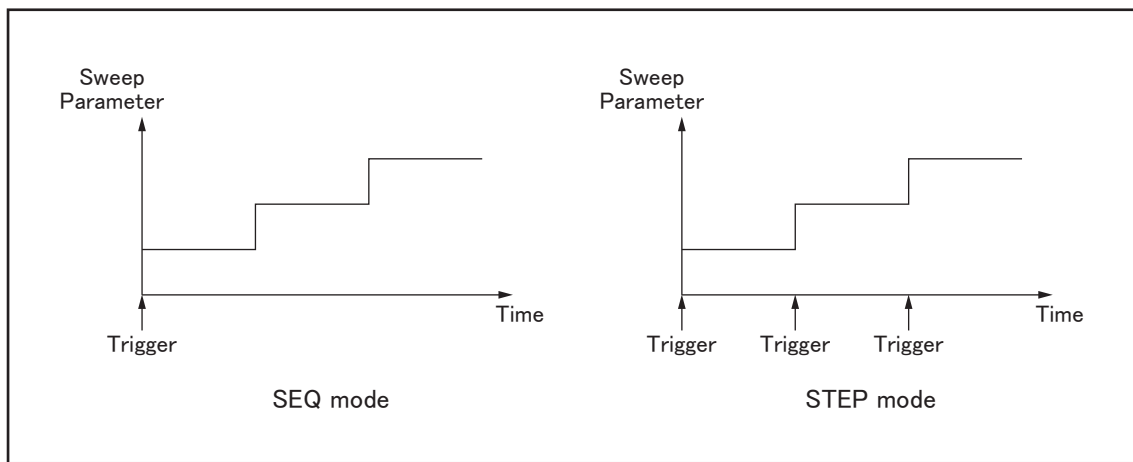 Sweep
Parameter
Time
Trigger
SEQ mode
Sweep
Parameter
Time
Trigger Trigger Trigger
STEP mode